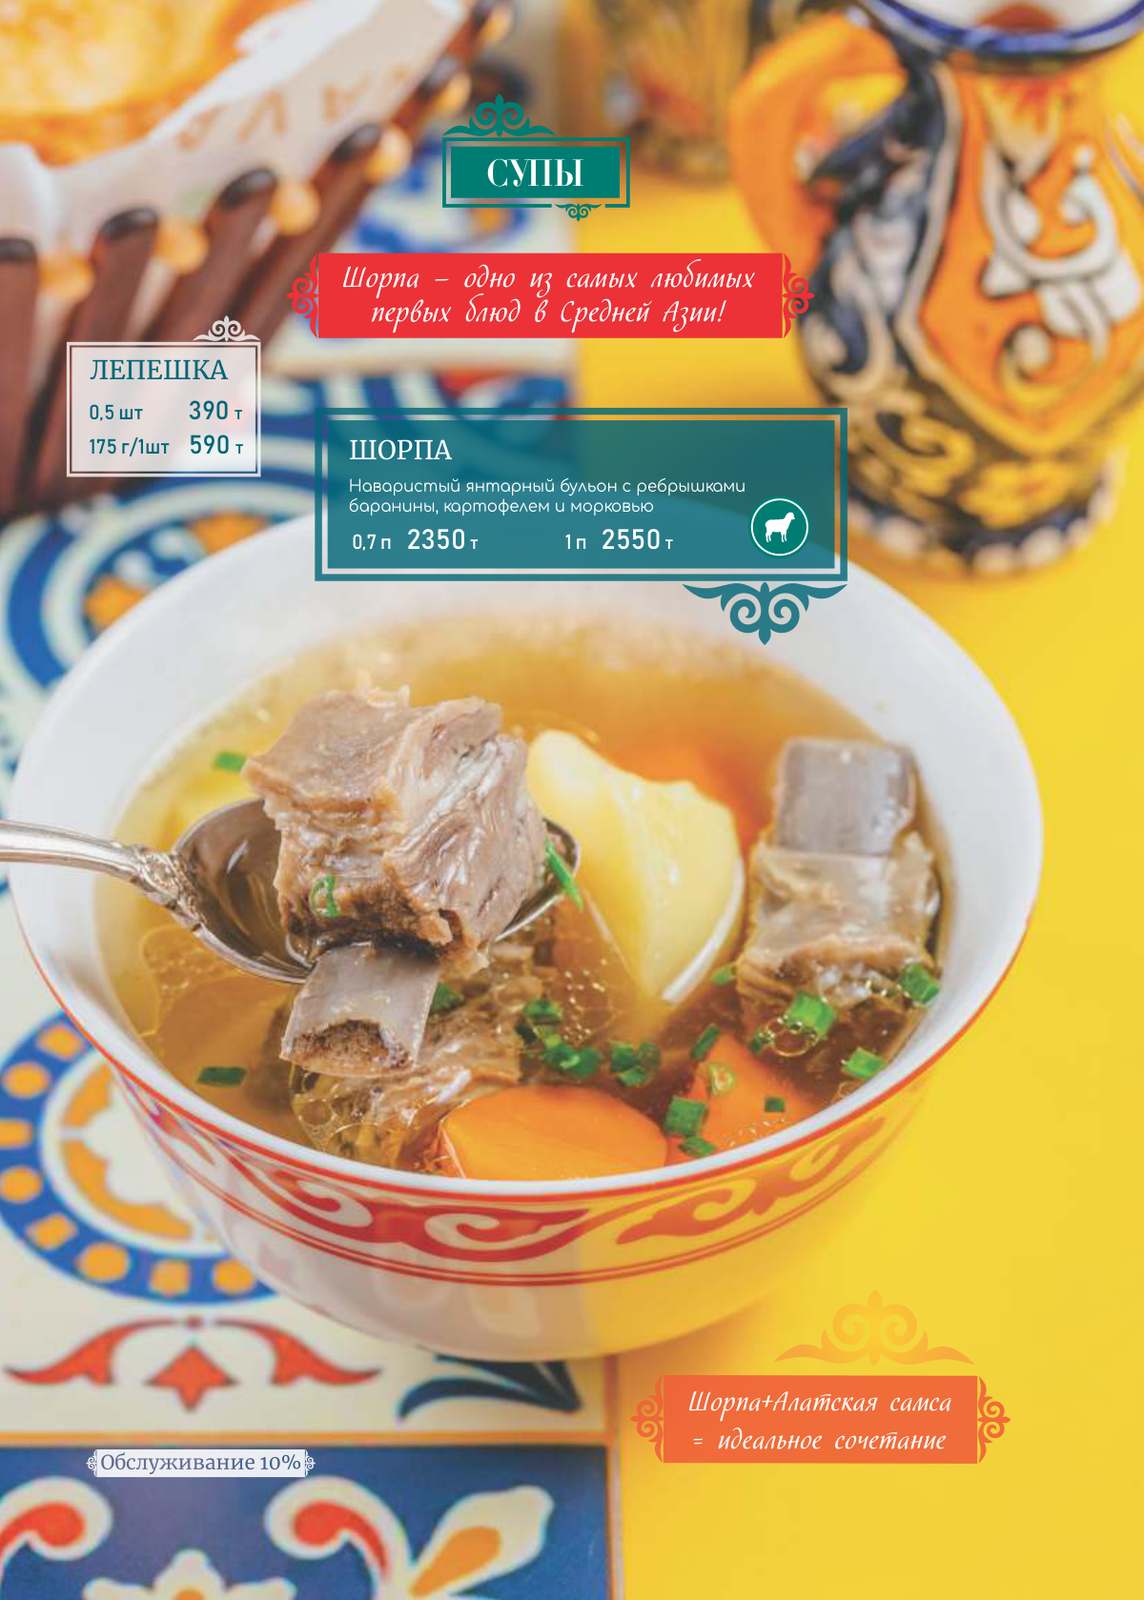 СУПЫ
Шорпа – одно из самых любимых
первых блюд в Средней Азии!
ЛЕПЕШКА
0,5 шт 390 т
175 г/1шт 590 т
ШОРПА
Наваристый янтарный бульон с ребрышками
баранины, картофелем и морковью
0,7 п 2350 т 1 п 2550 т
Шорпа+Алатская самса
= идеальное сочетание
Обслуживание 10%